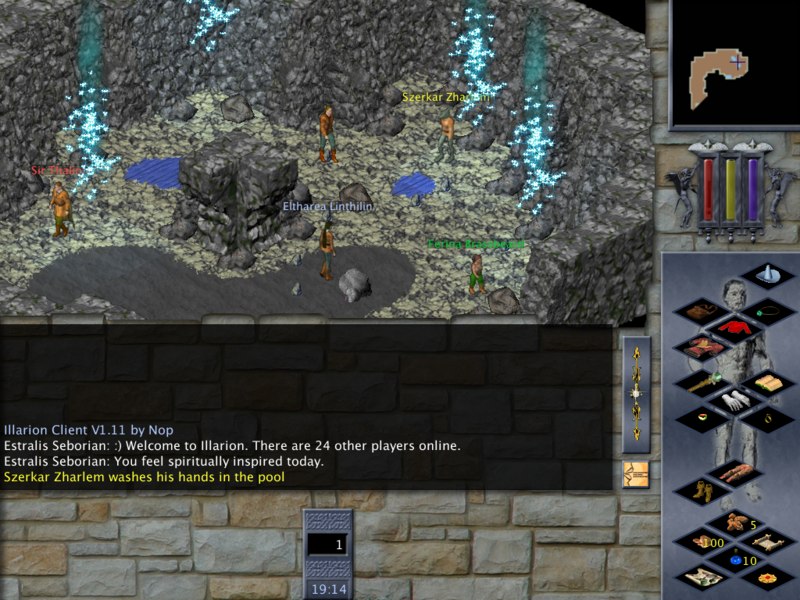 Szerkar Zha
Sir Thalin
Eltharea Linthilin
Illarion Client V1.11 by Nop
Estralis Seborian: :) Welcome to Illarion. There are 24 other players online.
Estralis Seborian: You feel spiritually inspired today.
Szerkar Zharlem washes his hands in the pool
5
100
10
1
19:14